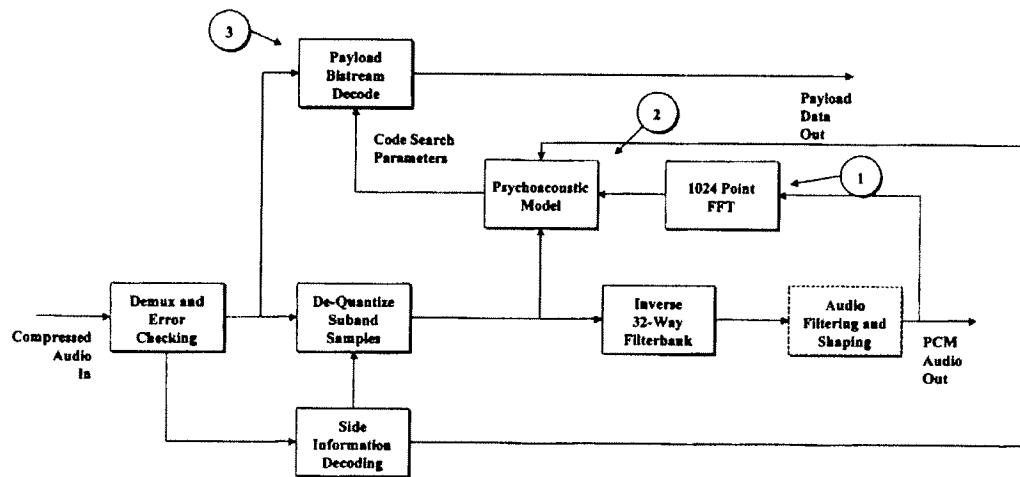 3
Payload
Bistream
Decode
Payload
Data
Out
2
Code Search
Parameters
Psychoacoustic
Model
1024 Point
FFT
1
Demux and
Error
Checking
De-Quantize
Suband
Samples
Inverse
32-Way
Filterbank
Audio
Filtering and
Shaping
Compressed
Audio
In
PCM
Audio
Out
Side
Information
Decoding